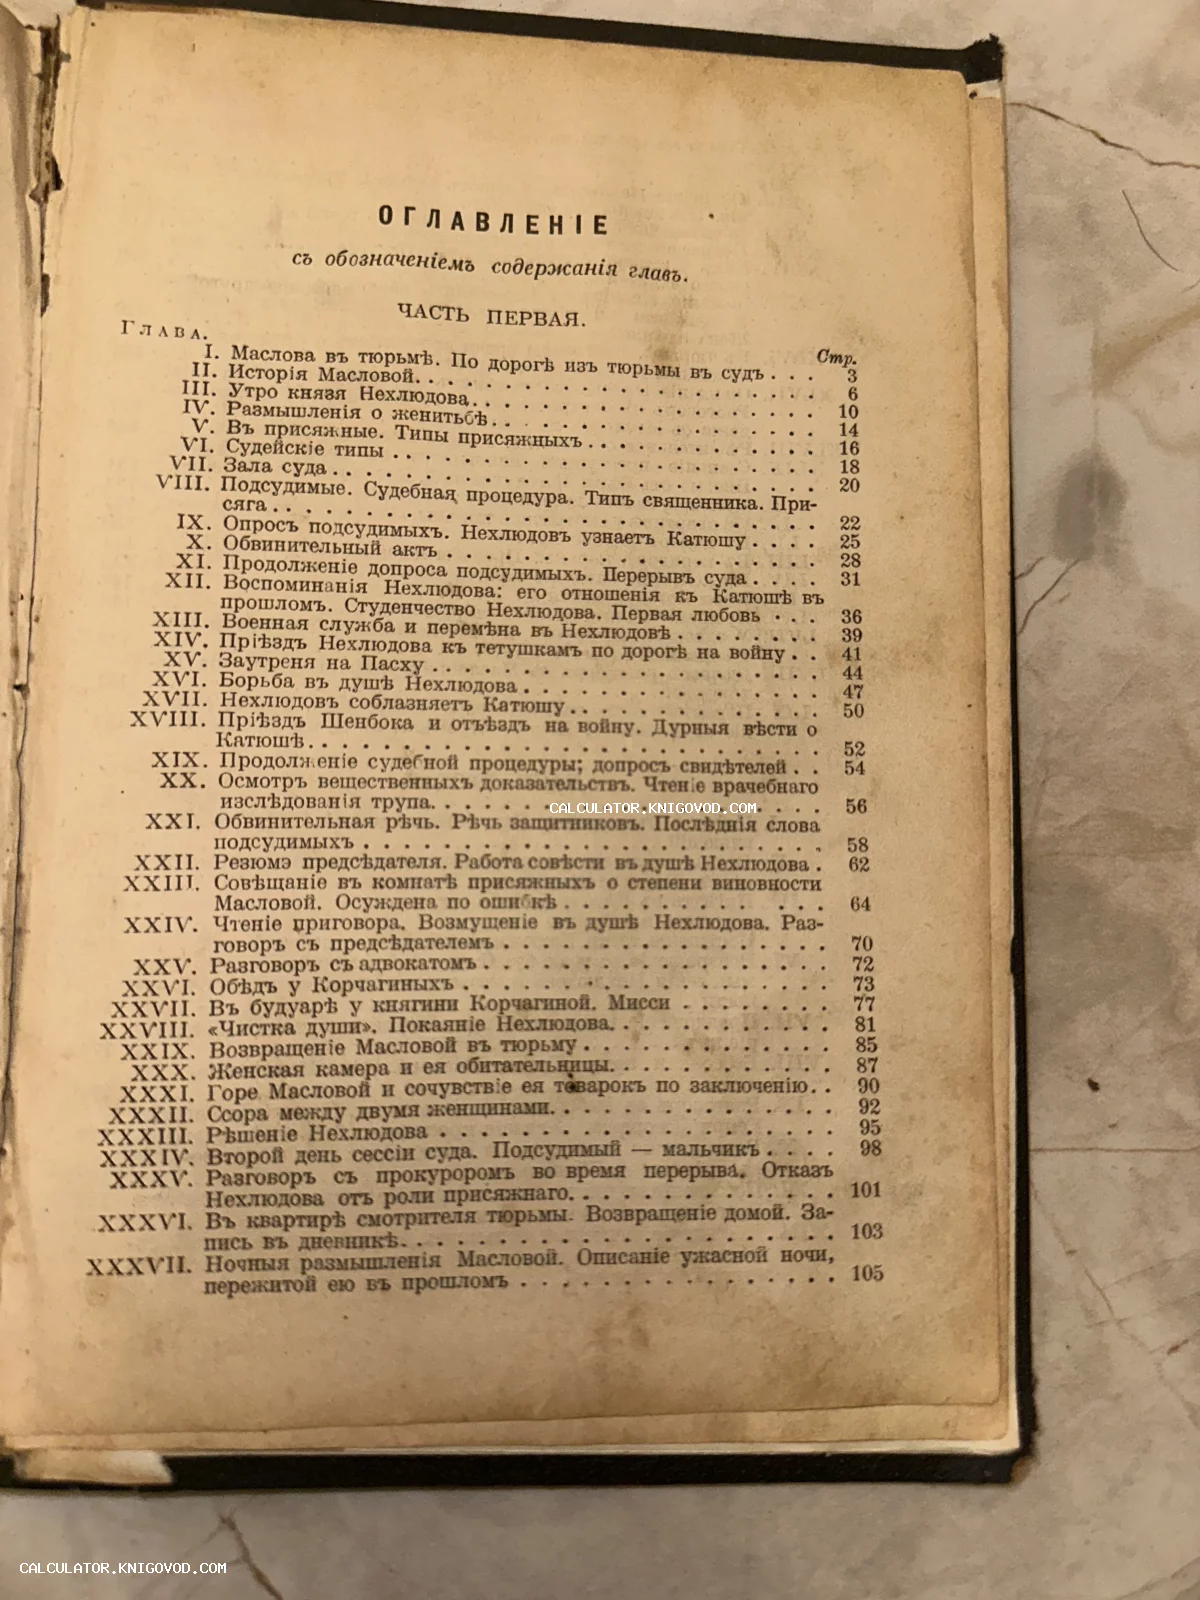 ОГЛАВЛЕНІЕ
съ обозначеніемъ содержанія главъ.
ЧАСТЬ ПЕРВАЯ.
Глава. Стр.
I. Маслова въ тюрьмѣ. По дорогѣ изъ тюрьмы въ судъ . . . 3
II. Исторія Масловой. . . . . . . . . . . . . . . . . . 6
III. Утро князя Нехлюдова. . . . . . . . . . . . . . . . 10
IV. Размышленія о женитьбѣ. . . . . . . . . . . . . . . 14
V. Въ присяжные. Типы присяжныхъ . . . . . . . . . . . 16
VI. Судейскіе типы . . . . . . . . . . . . . . . . . . . 18
VII. Зала суда . . . . . . . . . . . . . . . . . . . . . 20
VIII. Подсудимые. Судебная процедура. Типъ священника. При-
сяга . . . . . . . . . . . . . . . . . . . . . . . 22
IX. Опросъ подсудимыхъ. Нехлюдовъ узнаетъ Катюшу . . . . 25
X. Обвинительный актъ . . . . . . . . . . . . . . . . . 28
XI. Продолженіе допроса подсудимыхъ. Перерывъ суда . . . . 31
XII. Воспоминанія Нехлюдова: его отношенія къ Катюшѣ въ
прошломъ. Студенчество Нехлюдова. Первая любовь . . . 36
XIII. Военная служба и перемѣна въ Нехлюдовѣ . . . . . . . 39
XIV. Пріѣздъ Нехлюдова къ тетушкамъ по дорогѣ на войну . . 41
XV. Заутреня на Пасху . . . . . . . . . . . . . . . . . 44
XVI. Борьба въ душѣ Нехлюдова . . . . . . . . . . . . . . 47
XVII. Нехлюдовъ соблазняетъ Катюшу . . . . . . . . . . . . 50
XVIII. Пріѣздъ Шенбока и отъѣздъ на войну. Дурныя вѣсти о
Катюшѣ. . . . . . . . . . . . . . . . . . . . . . 52
XIX. Продолженіе судебной процедуры; допросъ свидѣтелей . . 54
XX. Осмотръ вещественныхъ доказательствъ. Чтеніе врачебнаго
изслѣдованія трупа. . . . . . . . . . . . . . . . . 56
CALCULATOR.KNIGOVOD.COM
XXI. Обвинительная рѣчь. Рѣчь защитниковъ. Послѣднія слова
подсудимыхъ . . . . . . . . . . . . . . . . . . . 58
XXII. Резюмэ предсѣдателя. Работа совѣсти въ душѣ Нехлюдова . 62
XXIII. Совѣщаніе въ комнатѣ присяжныхъ о степени виновности
Масловой. Осуждена по ошибкѣ . . . . . . . . . . . 64
XXIV. Чтеніе приговора. Возмущеніе въ душѣ Нехлюдова. Раз-
говоръ съ предсѣдателемъ . . . . . . . . . . . . . . 70
XXV. Разговоръ съ адвокатомъ . . . . . . . . . . . . . . . 72
XXVI. Обѣдъ у Корчагиныхъ . . . . . . . . . . . . . . . . 73
XXVII. Въ будуарѣ у княгини Корчагиной. Мисси . . . . . . . . 77
XXVIII. «Чистка души». Покаяніе Нехлюдова. . . . . . . . . . . 81
XXIX. Возвращеніе Масловой въ тюрьму . . . . . . . . . . . . 85
XXX. Женская камера и ея обитательницы. . . . . . . . . . . 87
XXXI. Горе Масловой и сочувствіе ея товарокъ по заключенію. . 90
XXXII. Ссора между двумя женщинами. . . . . . . . . . . . . . 92
XXXIII. Рѣшеніе Нехлюдова . . . . . . . . . . . . . . . . . . 95
XXXIV. Второй день сессіи суда. Подсудимый — мальчикъ . . . . 98
XXXV. Разговоръ съ прокуроромъ во время перерыва. Отказъ
Нехлюдова отъ роли присяжнаго. . . . . . . . . . . . 101
XXXVI. Въ квартирѣ смотрителя тюрьмы. Возвращеніе домой. За-
пись въ дневникѣ. . . . . . . . . . . . . . . . . . 103
XXXVII. Ночныя размышленія Масловой. Описаніе ужасной ночи,
пережитой ею въ прошломъ . . . . . . . . . . . . . . 105
CALCULATOR.KNIGOVOD.COM